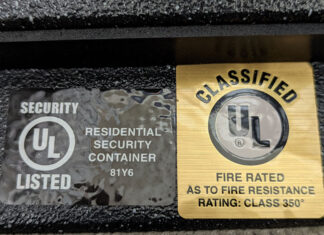 SECURITY
UL
LISTED
RESIDENTIAL
SECURITY
CONTAINER
81Y6
CLASSIFIED
UL
®
FIRE RATED
AS TO FIRE RESISTANCE
RATING: CLASS 350°